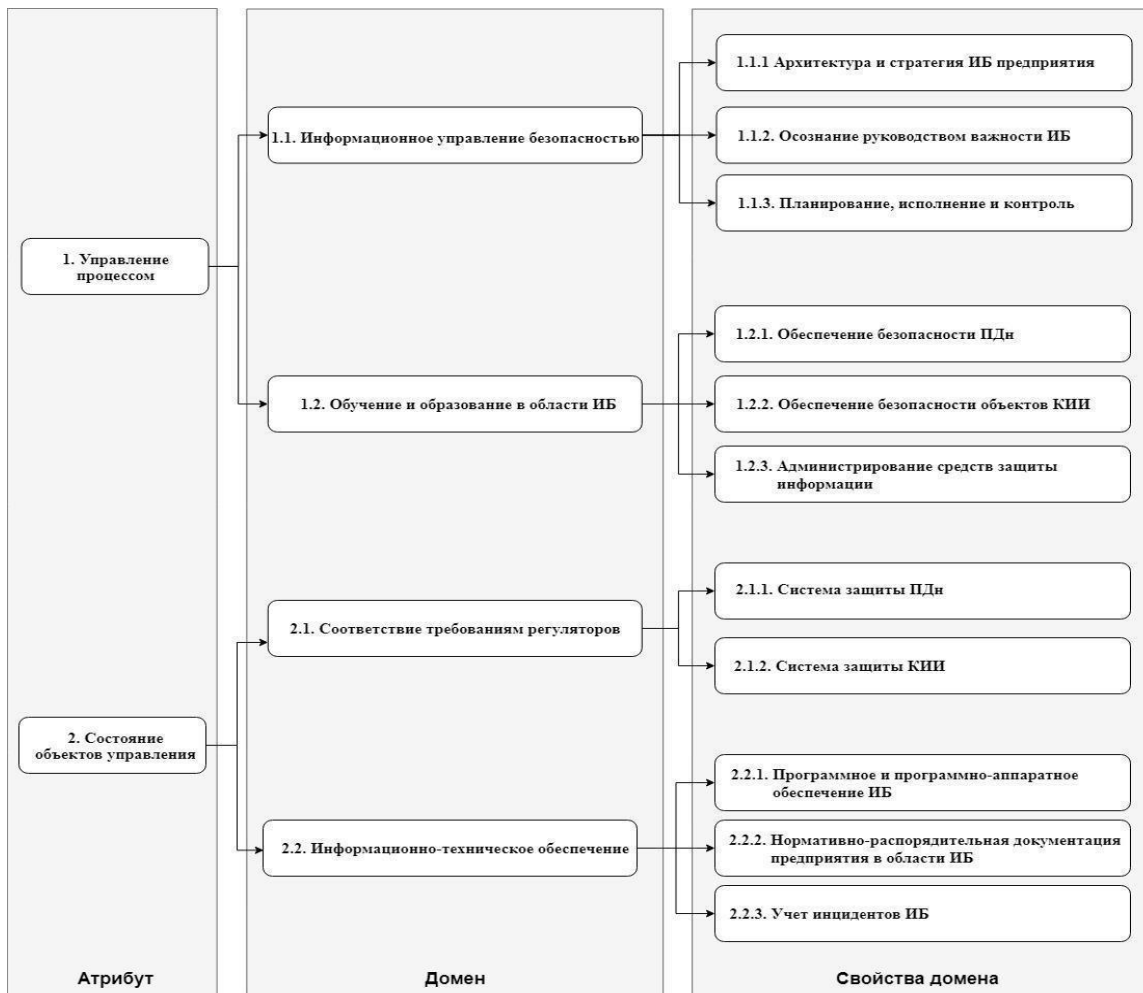 1. Управление
процессом
2. Состояние
объектов управления
Атрибут
1.1. Информационное управление безопасностью
1.2. Обучение и образование в области ИБ
2.1. Соответствие требованиям регуляторов
2.2. Информационно-техническое обеспечение
Домен
1.1.1 Архитектура и стратегия ИБ предприятия
1.1.2. Осознание руководством важности ИБ
1.1.3. Планирование, исполнение и контроль
1.2.1. Обеспечение безопасности ПДн
1.2.2. Обеспечение безопасности объектов КИИ
1.2.3. Администрирование средств защиты
информации
2.1.1. Система защиты ПДн
2.1.2. Система защиты КИИ
2.2.1. Программное и программно-аппаратное
обеспечение ИБ
2.2.2. Нормативно-распорядительная документация
предприятия в области ИБ
2.2.3. Учет инцидентов ИБ
Свойства домена